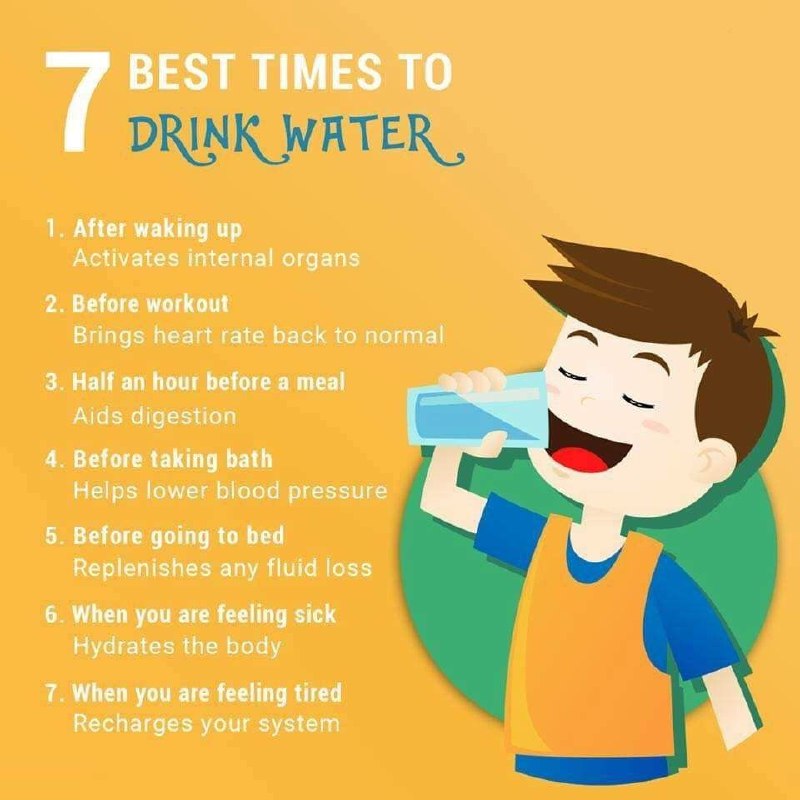 7 BEST TIMES TO
DRINK WATER
1. After waking up
Activates internal organs
2. Before workout
Brings heart rate back to normal
3. Half an hour before a meal
Aids digestion
4. Before taking bath
Helps lower blood pressure
5. Before going to bed
Replenishes any fluid loss
6. When you are feeling sick
Hydrates the body
7. When you are feeling tired
Recharges your system